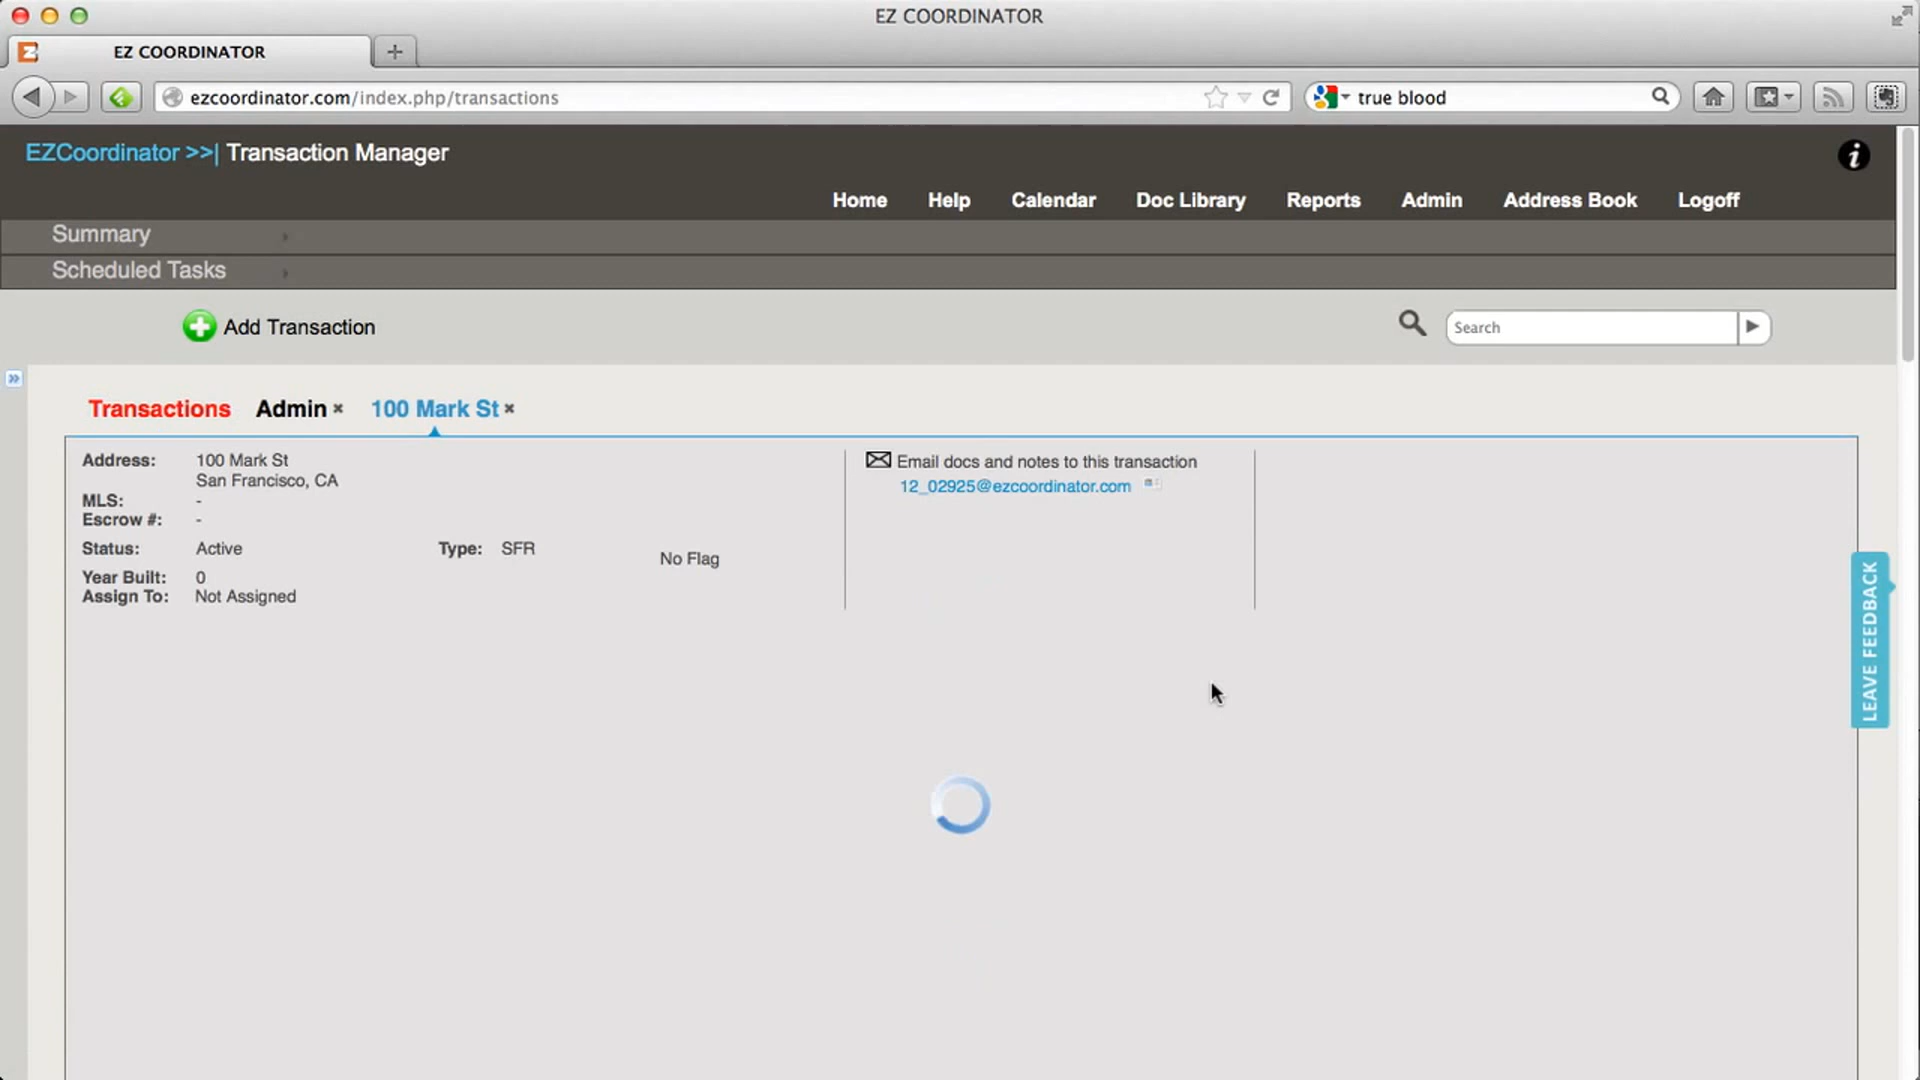 EZ COORDINATOR
EZ COORDINATOR
ezcoordinator.com/index.php/transactions
true blood
EZCoordinator >>| Transaction Manager
Home Help Calendar Doc Library Reports Admin Address Book Logoff
Summary
Scheduled Tasks
Add Transaction
Search
Transactions Admin × 100 Mark St ×
Address: 100 Mark St
San Francisco, CA
MLS: -
Escrow #: -
Status: Active Type: SFR
No Flag
Year Built: 0
Assign To: Not Assigned
Email docs and notes to this transaction
12_02925@ezcoordinator.com
LEAVE FEEDBACK